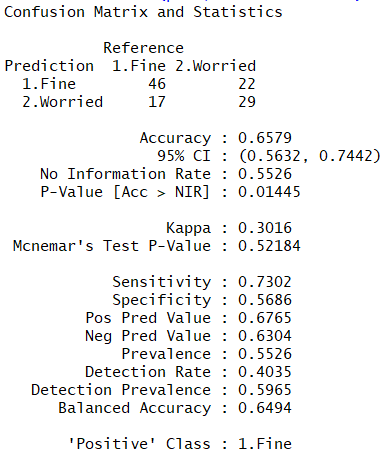 Confusion Matrix and Statistics
Reference
Prediction 1.Fine 2.Worried
1.Fine 46 22
2.Worried 17 29
Accuracy : 0.6579
95% CI : (0.5632, 0.7442)
No Information Rate : 0.5526
P-Value [Acc > NIR] : 0.01445
Kappa : 0.3016
Mcnemar's Test P-Value : 0.52184
Sensitivity : 0.7302
Specificity : 0.5686
Pos Pred Value : 0.6765
Neg Pred Value : 0.6304
Prevalence : 0.5526
Detection Rate : 0.4035
Detection Prevalence : 0.5965
Balanced Accuracy : 0.6494
'Positive' Class : 1.Fine